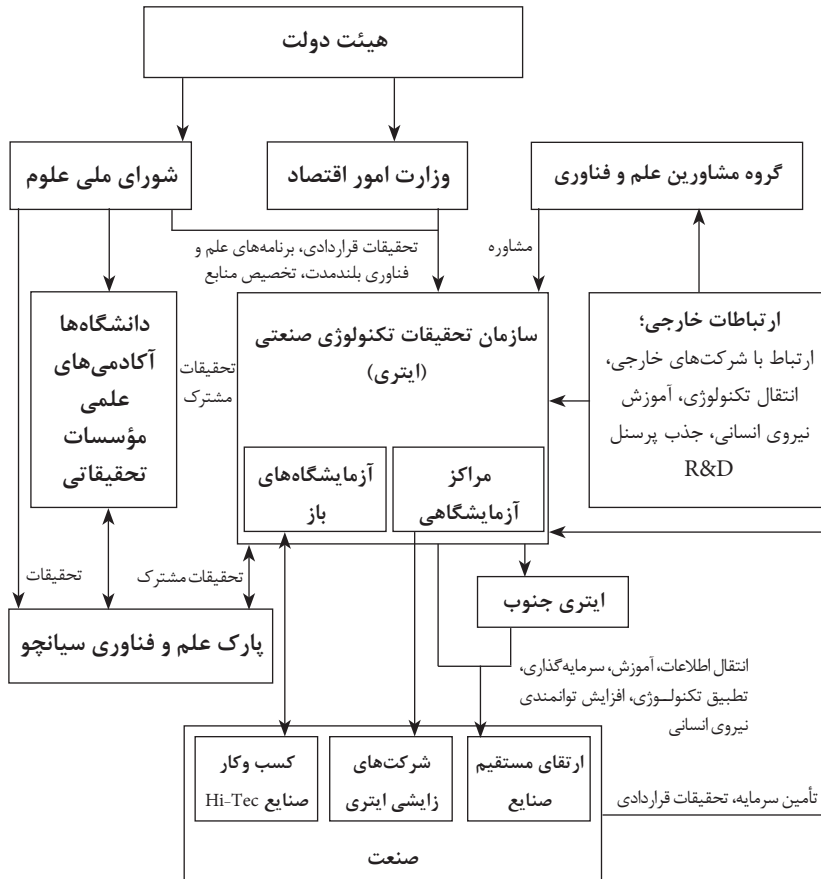 هیئت دولت
شورای ملی علوم
وزارت امور اقتصاد
گروه مشاورین علم و فناوری
تحقیقات قراردادی، برنامه‌های علم و
فناوری بلندمدت، تخصیص منابع
مشاوره
دانشگاه‌ها
آکادمی‌های
علمی
مؤسسات
تحقیقاتی
تحقیقات
مشترک
سازمان تحقیقات تکنولوژی صنعتی
(ایتری)
آزمایشگاه‌های
باز
مراکز
آزمایشگاهی
ارتباطات خارجی؛
ارتباط با شرکت‌های خارجی،
انتقال تکنولوژی، آموزش
نیروی انسانی، جذب پرسنل
R&D
تحقیقات
تحقیقات مشترک
ایتری جنوب
پارک علم و فناوری سیانچو
انتقال اطلاعات، آموزش، سرمایه‌گذاری،
تطبیق تکنولـوژی، افزایش توانمندی
نیروی انسانی
کسب وکار
صنایع Hi-Tec
شرکت‌های
زایشی ایتری
ارتقای مستقیم
صنایع
صنعت
تأمین سرمایه، تحقیقات قراردادی